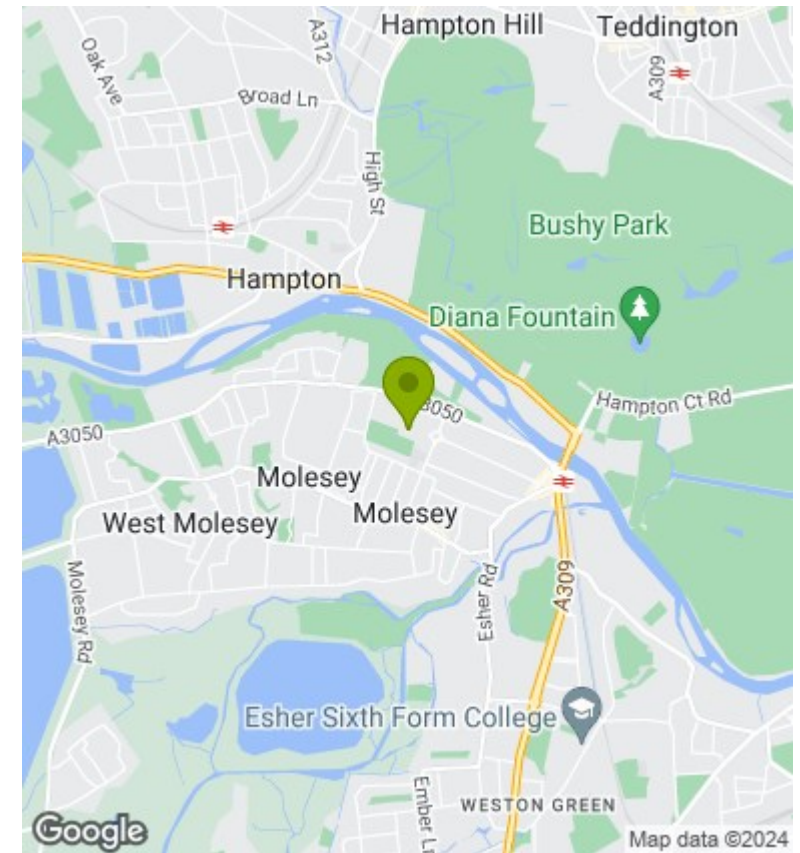 Hampton Hill
Teddington
A312
A309
Oak Ave
Broad Ln
High St
Bushy Park
Hampton
Diana Fountain
Hampton Ct Rd
A3050
A3050
Molesey
West Molesey
Molesey
Molesey Rd
Esher Rd
A309
Esher Sixth Form College
WESTON GREEN
Ember La
Google
Map data ©2024